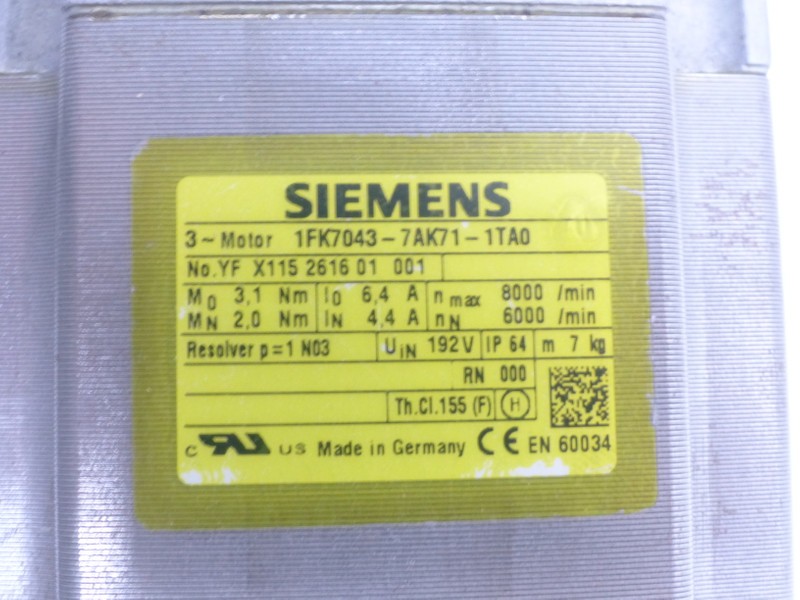 SIEMENS
3~Motor 1FK7043-7AK71-1TA0
No.YF X115 2616 01 001
M0 3,1 Nm I0 6,4 A n max 8000 /min
MN 2,0 Nm IN 4,4 A nN 6000 /min
Resolver p=1 N03 UiN 192V IP 64 m 7 kg
RN 000
Th.Cl.155 (F) H
c RU US Made in Germany CE EN 60034